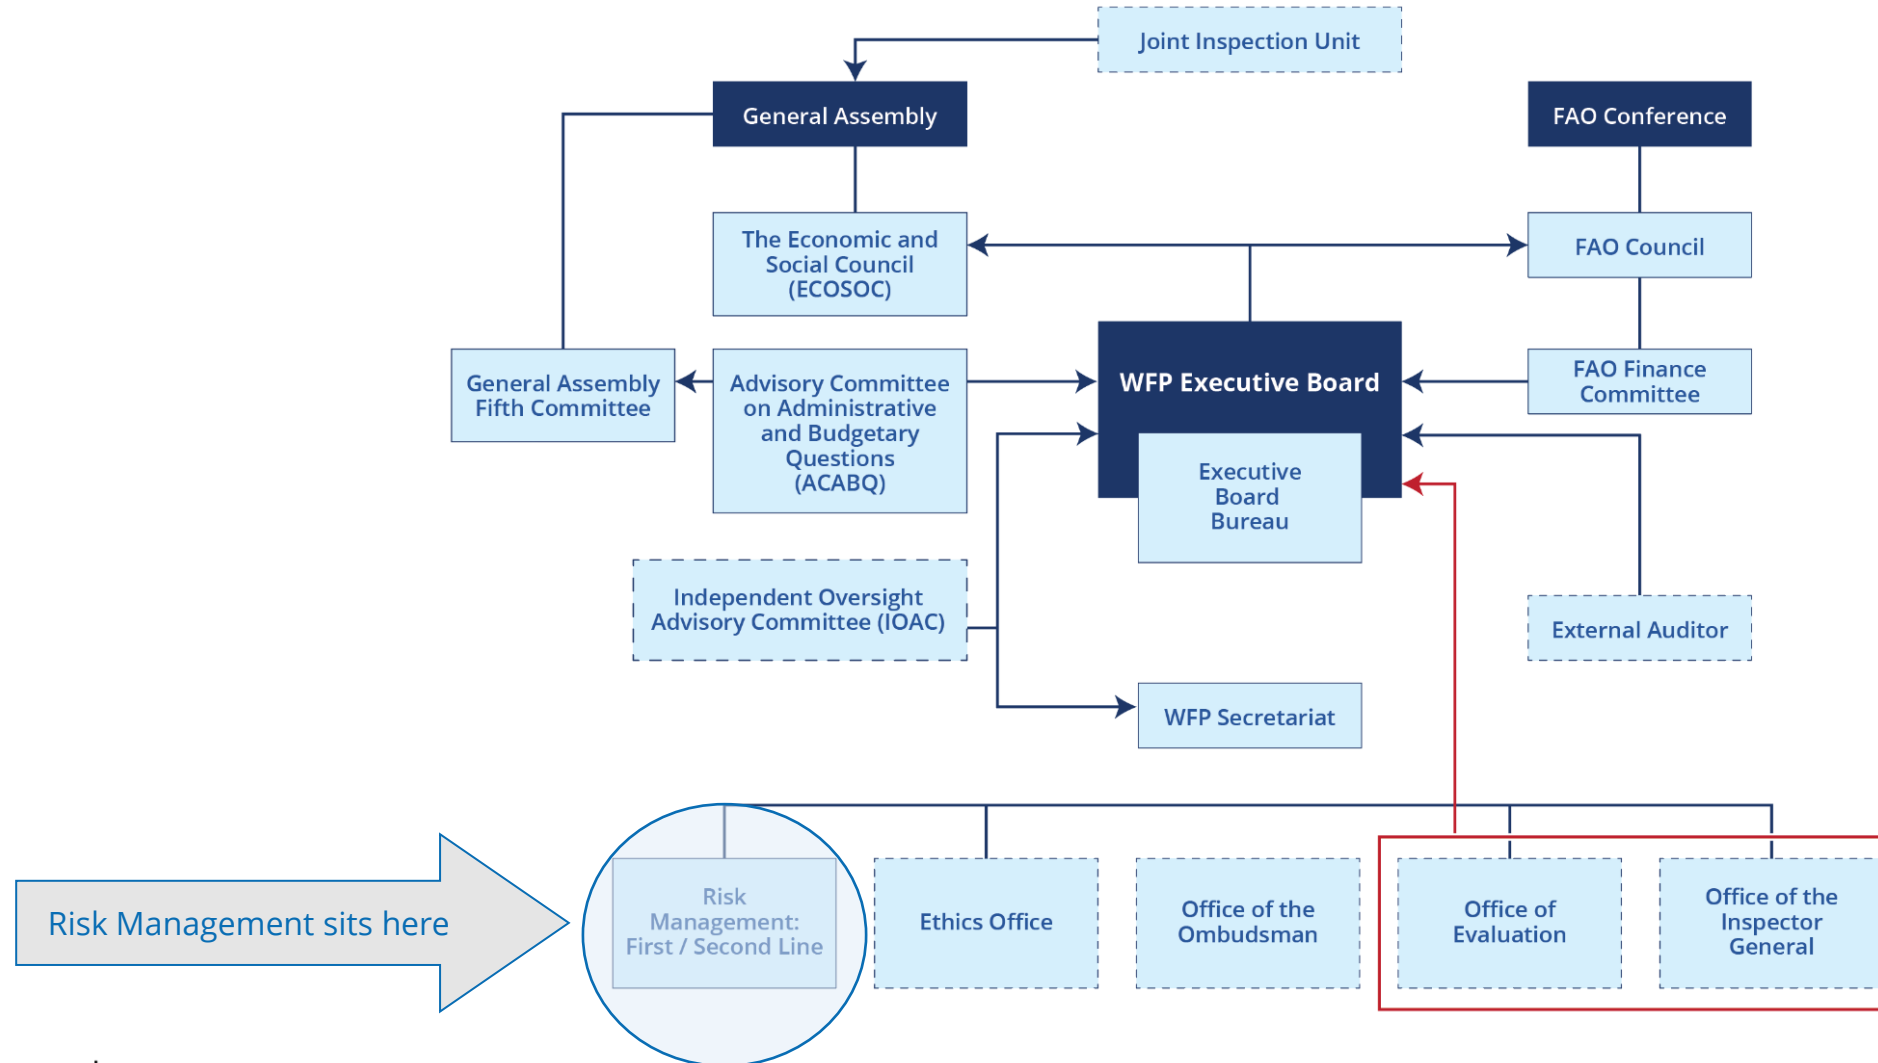 Joint Inspection Unit
General Assembly
FAO Conference
The Economic and
Social Council
(ECOSOC)
FAO Council
General Assembly
Fifth Committee
Advisory Committee
on Administrative
and Budgetary
Questions
(ACABQ)
WFP Executive Board
FAO Finance
Committee
Executive
Board
Bureau
Independent Oversight
Advisory Committee (IOAC)
External Auditor
WFP Secretariat
Risk Management sits here
Risk
Management:
First / Second Line
Ethics Office
Office of the
Ombudsman
Office of
Evaluation
Office of the
Inspector
General